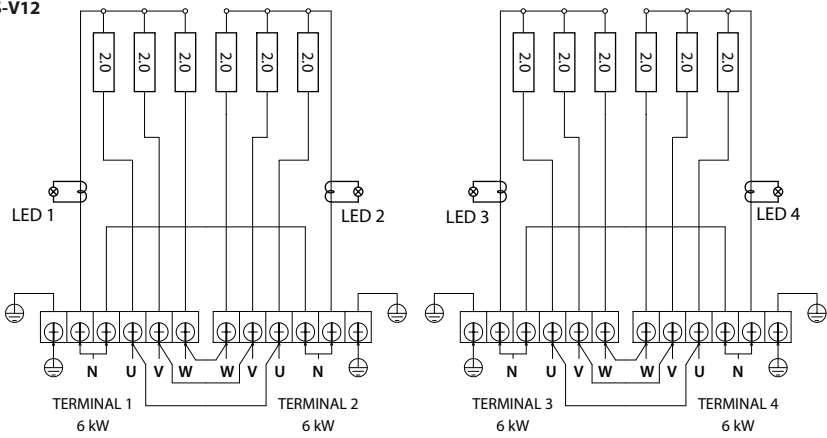 -V12
2.0 2.0 2.0 2.0 2.0 2.0 2.0 2.0 2.0 2.0 2.0 2.0
LED 1 LED 2 LED 3 LED 4
N U V W W V U N N U V W W V U N
TERMINAL 1 TERMINAL 2 TERMINAL 3 TERMINAL 4
6 kW 6 kW 6 kW 6 kW